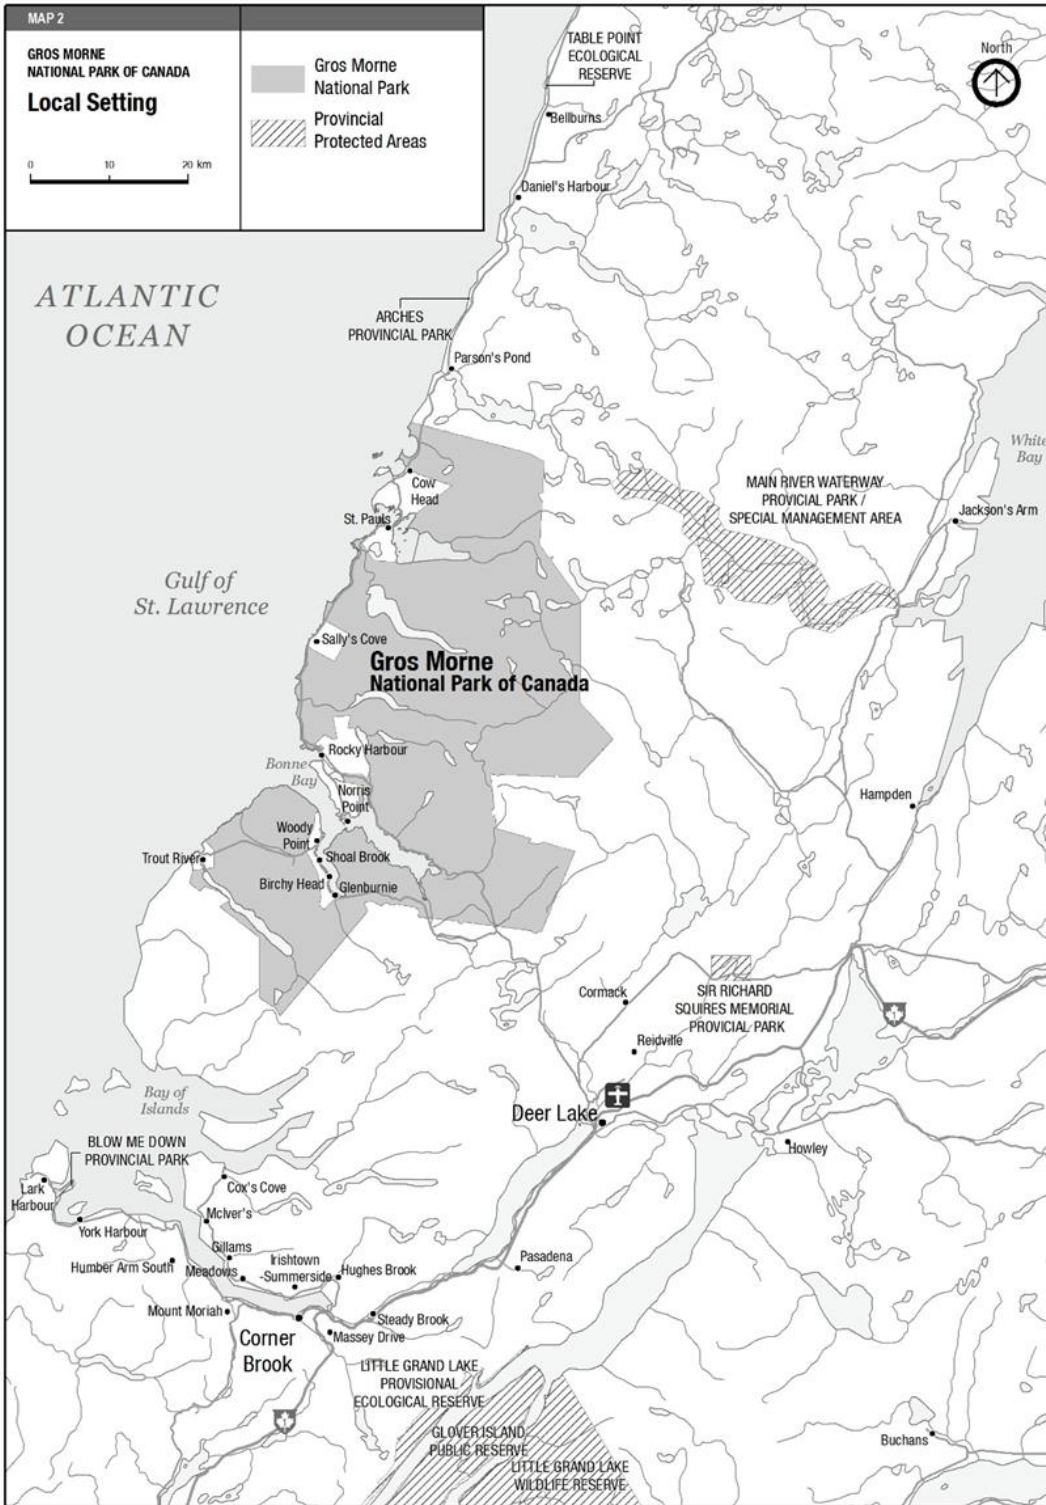 MAP 2
GROS MORNE
NATIONAL PARK OF CANADA
Local Setting
0 10 20 km
Gros Morne
National Park
Provincial
Protected Areas
TABLE POINT
ECOLOGICAL
RESERVE
North
Bellburns
Daniel's Harbour
ATLANTIC
OCEAN
ARCHES
PROVINCIAL PARK
Parson's Pond
White
Bay
Cow
Head
MAIN RIVER WATERWAY
PROVICIAL PARK /
SPECIAL MANAGEMENT AREA
Jackson's Arm
St. Pauls
Gulf of
St. Lawrence
Sally's Cove
Gros Morne
National Park of Canada
Rocky Harbour
Bonne
Bay
Norris
Point
Hampden
Woody
Point
Trout River
Shoal Brook
Birchy Head
Glenburnie
Cormack
SIR RICHARD
SQUIRES MEMORIAL
PROVICIAL PARK
1
Reidville
Bay of
Islands
Deer Lake
BLOW ME DOWN
PROVINCIAL PARK
Howley
Lark
Harbour
Cox's Cove
McIver's
York Harbour
Gillams
Humber Arm South
Meadows
Irishtown
-Summerside
Hughes Brook
Pasadena
Mount Moriah
Steady Brook
Massey Drive
Corner
Brook
LITTLE GRAND LAKE
PROVISIONAL
ECOLOGICAL RESERVE
1
GLOVER ISLAND
PUBLIC RESERVE
LITTLE GRAND LAKE
WILDLIFE RESERVE
Buchans